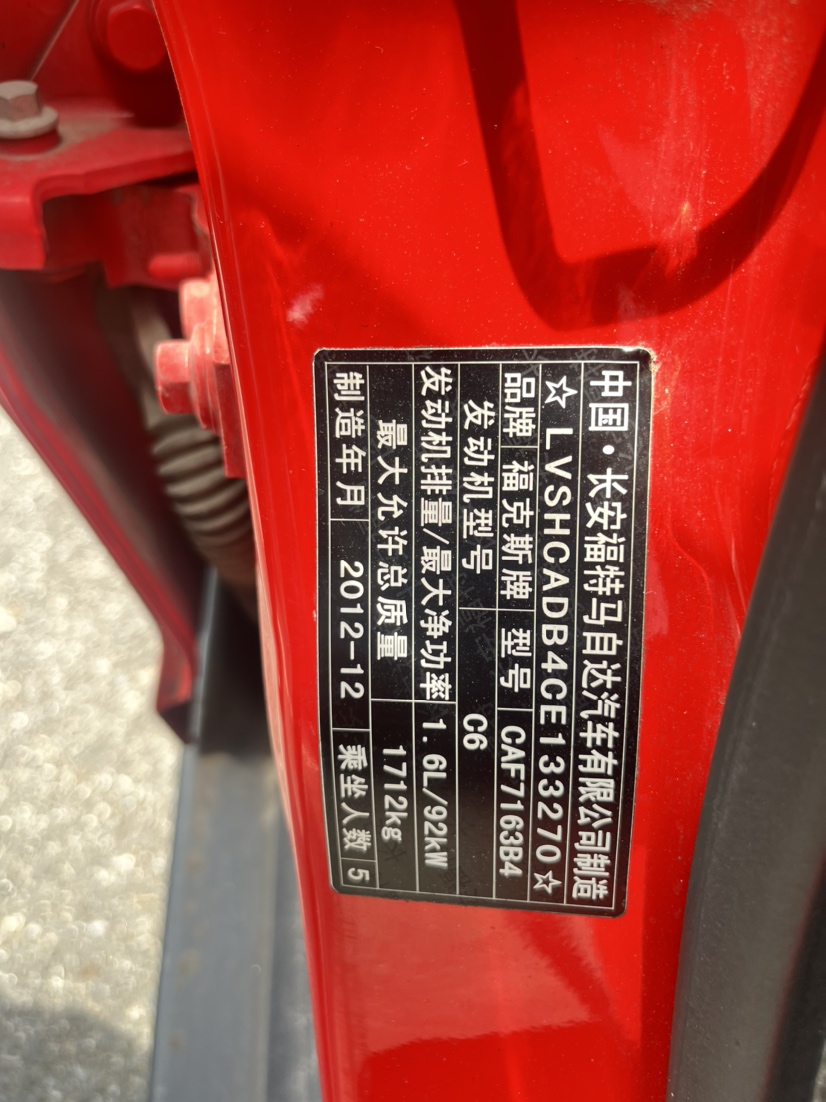 中国·长安福特马自达汽车有限公司制造
☆LVSHCADB4CE133270☆
品牌 福克斯牌 型号 CAF7163B4
发动机型号 C6
发动机排量/最大净功率 1.6L/92kW
最大允许总质量 1712kg
制造年月 2012-12 乘坐人数 5